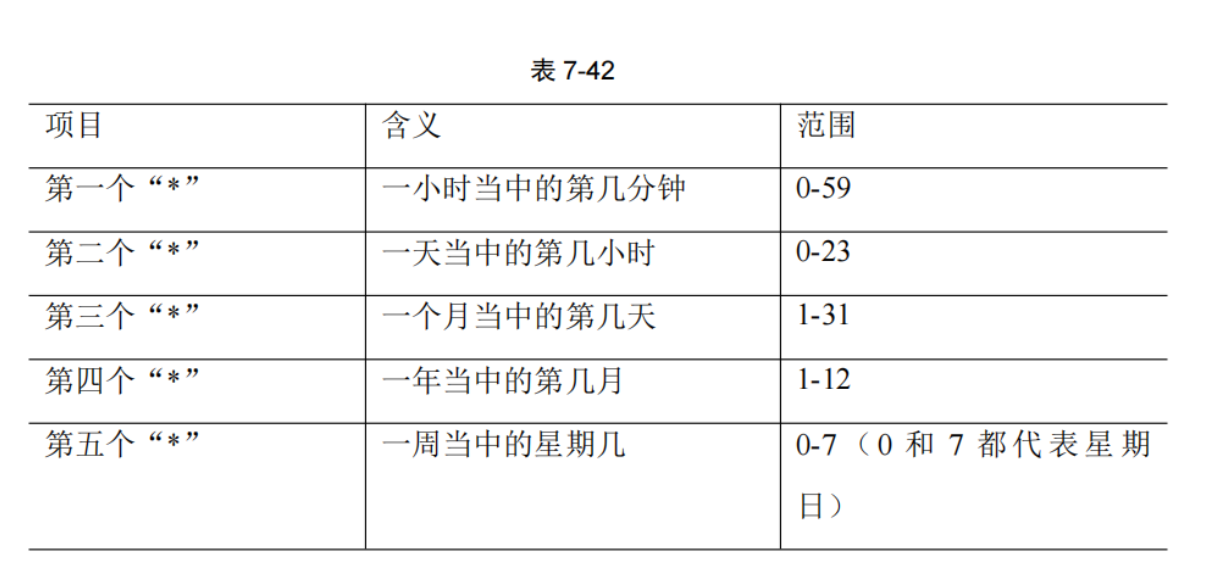 表 7-42
项目 含义 范围
第一个“*” 一小时当中的第几分钟 0-59
第二个“*” 一天当中的第几小时 0-23
第三个“*” 一个月当中的第几天 1-31
第四个“*” 一年当中的第几月 1-12
第五个“*” 一周当中的星期几 0-7（0 和 7 都代表星期
日）